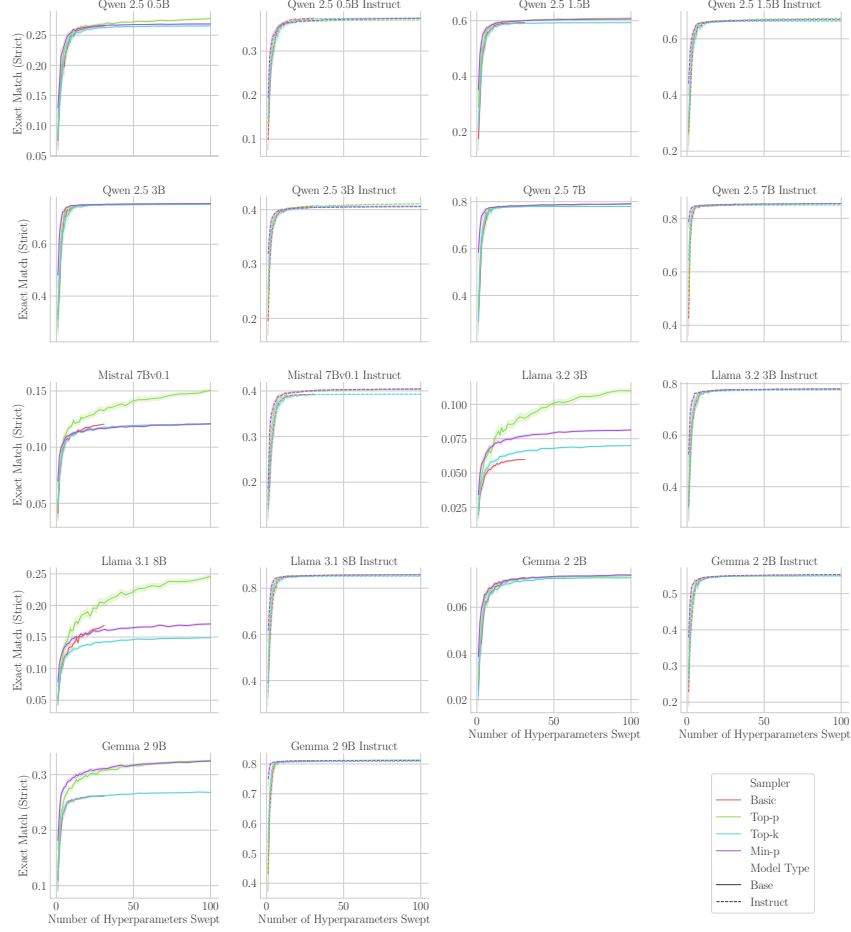 Qwen 2.5 0.5B
Qwen 2.5 0.5B Instruct
Qwen 2.5 1.5B
Qwen 2.5 1.5B Instruct
Exact Match (Strict)
0.25
0.20
0.15
0.10
0.05
0.3
0.2
0.1
0.6
0.4
0.2
0.6
0.4
0.2
Qwen 2.5 3B
Qwen 2.5 3B Instruct
Qwen 2.5 7B
Qwen 2.5 7B Instruct
Exact Match (Strict)
0.6
0.4
0.4
0.3
0.2
0.8
0.6
0.4
0.8
0.6
0.4
Mistral 7Bv0.1
Mistral 7Bv0.1 Instruct
Llama 3.2 3B
Llama 3.2 3B Instruct
Exact Match (Strict)
0.15
0.10
0.05
0.4
0.3
0.2
0.100
0.075
0.050
0.025
0.8
0.6
0.4
Llama 3.1 8B
Llama 3.1 8B Instruct
Gemma 2 2B
Gemma 2 2B Instruct
Exact Match (Strict)
0.25
0.20
0.15
0.10
0.05
0.8
0.6
0.4
0.06
0.04
0.02
0.5
0.4
0.3
0.2
0 50 100
0 50 100
Number of Hyperparameters Swept
Number of Hyperparameters Swept
Gemma 2 9B
Gemma 2 9B Instruct
Exact Match (Strict)
0.3
0.2
0.1
0.8
0.7
0.6
0.5
0.4
0 50 100
0 50 100
Number of Hyperparameters Swept
Number of Hyperparameters Swept
Sampler
Basic
Top-p
Top-k
Min-p
Model Type
Base
Instruct